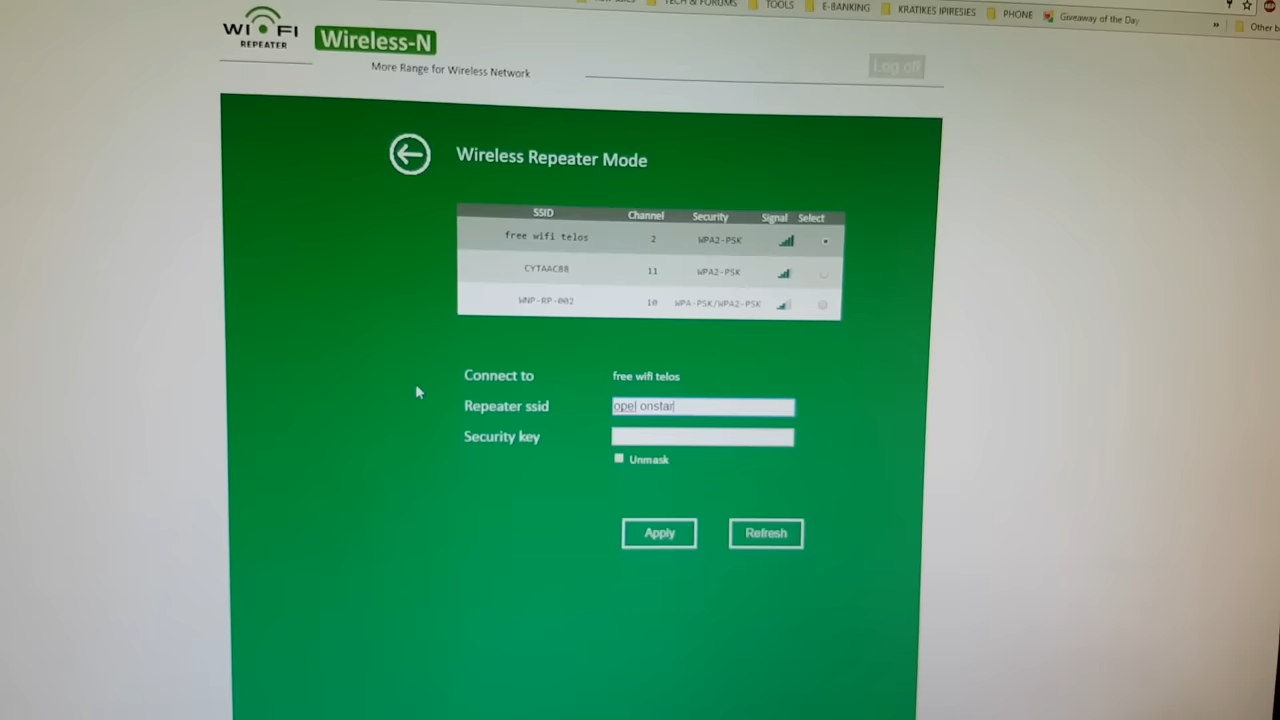 TECH & FORUMS TOOLS E-BANKING KRATIKES IPIRESIES PHONE Giveaway of the Day » Other b
WI FI
REPEATER
Wireless-N
More Range for Wireless Network
Log off
Wireless Repeater Mode
SSID Channel Security Signal Select
free wifi telos 2 WPA2-PSK
CYTAAC88 11 WPA2-PSK
WNP-RP-002 10 WPA-PSK/WPA2-PSK
Connect to free wifi telos
Repeater ssid opel onstar
Security key
Unmask
Apply Refresh